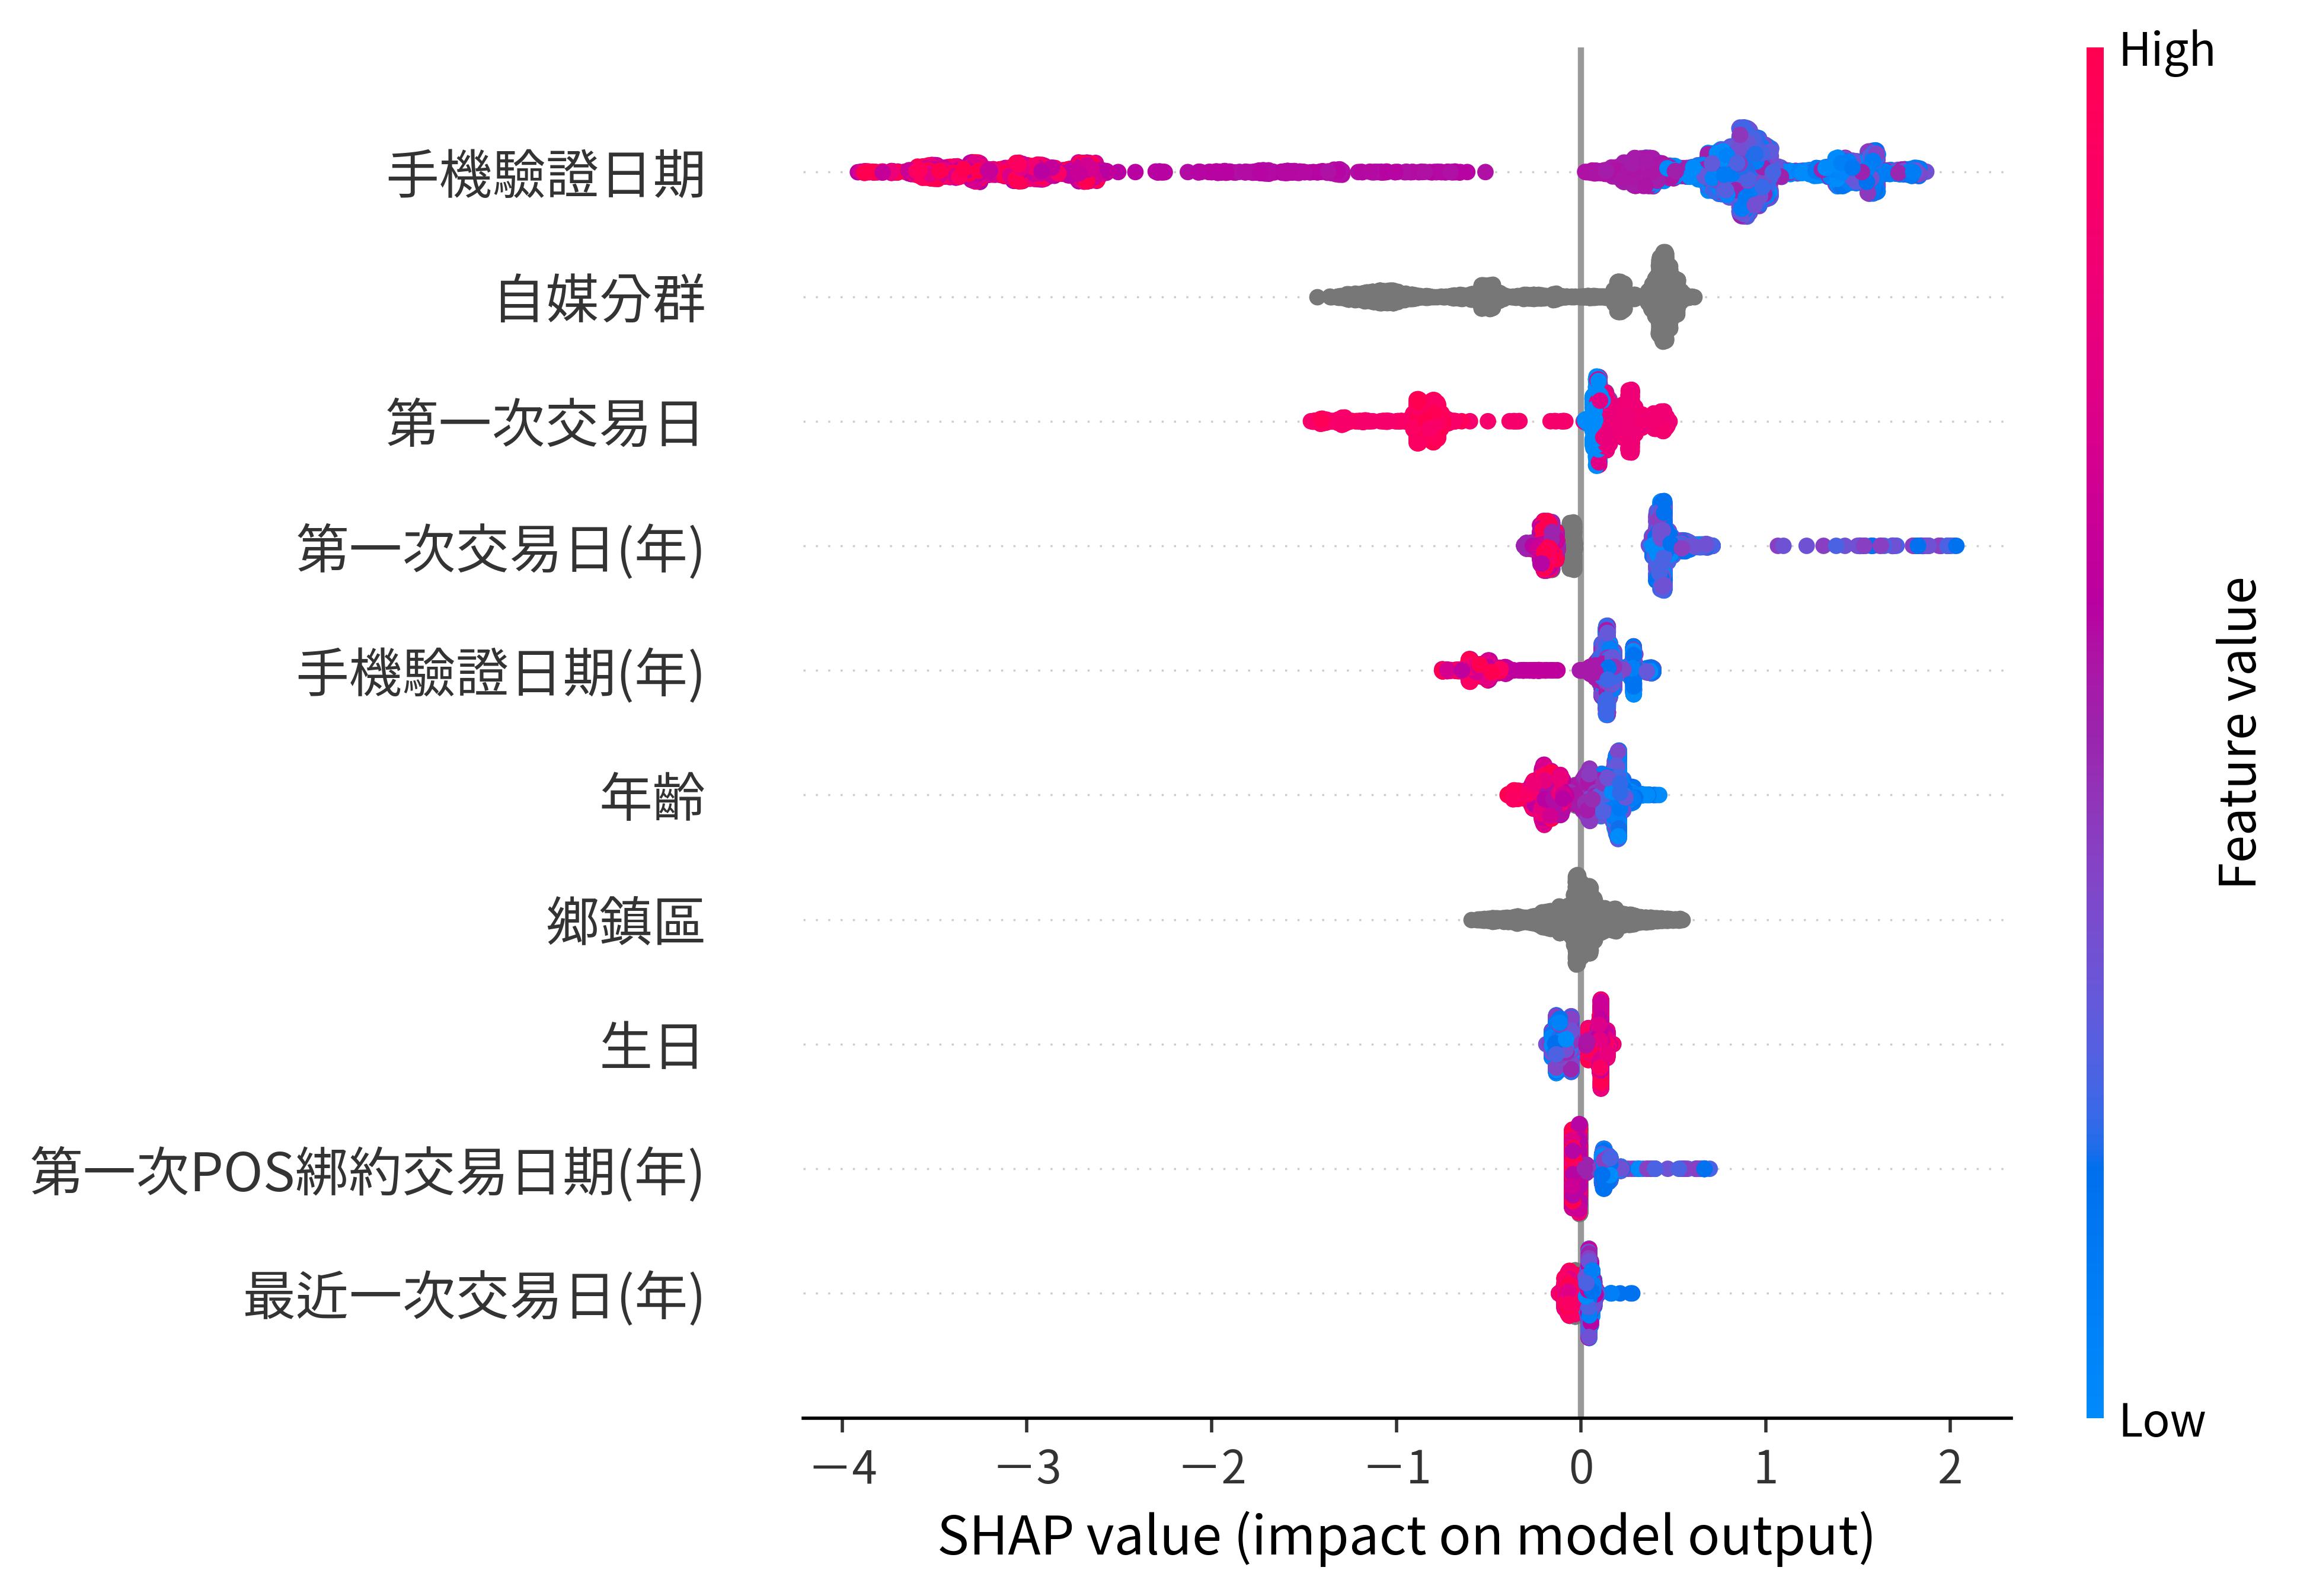 High
手機驗證日期
自媒分群
第一次交易日
第一次交易日(年)
手機驗證日期(年)
年齡
鄉鎮區
生日
第一次POS綁約交易日期(年)
最近一次交易日(年)
Feature value
Low
−4 −3 −2 −1 0 1 2
SHAP value (impact on model output)